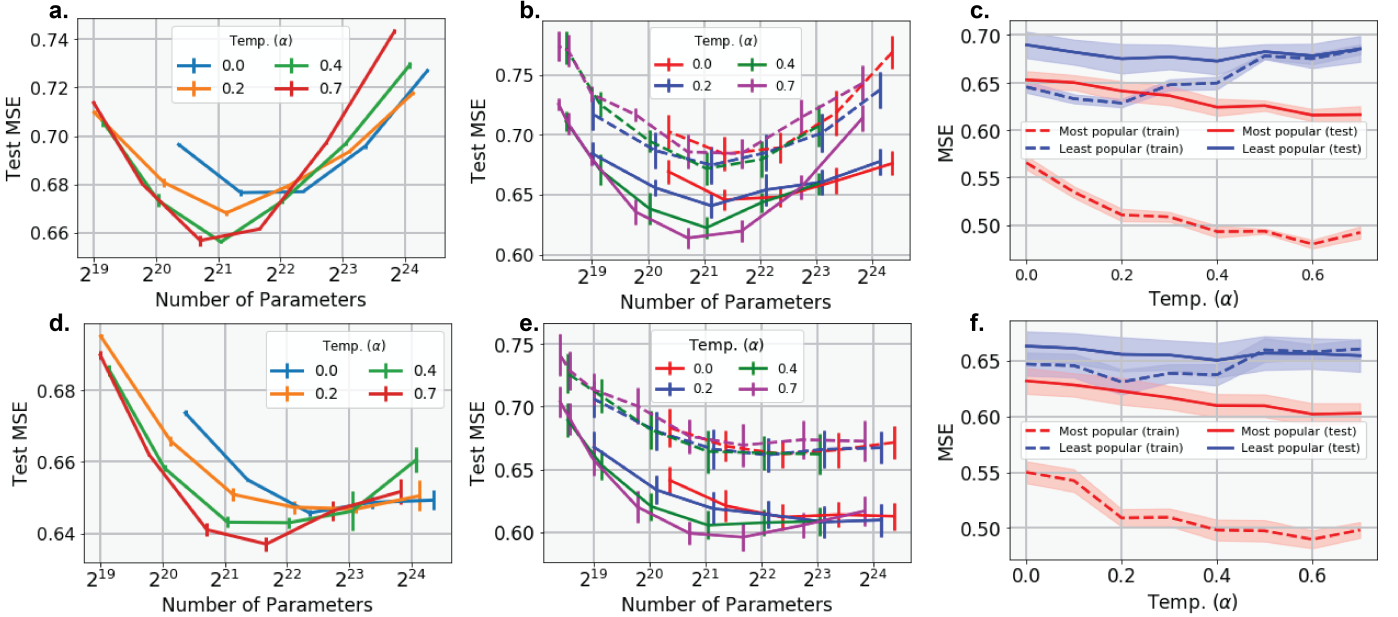 a.
Test MSE
0.74
0.72
0.70
0.68
0.66
Temp. (α)
0.0 0.4
0.2 0.7
2^19 2^20 2^21 2^22 2^23 2^24
Number of Parameters
b.
Test MSE
0.75
0.70
0.65
0.60
Temp. (α)
0.0 0.4
0.2 0.7
2^19 2^20 2^21 2^22 2^23 2^24
Number of Parameters
c.
MSE
0.70
0.65
0.60
0.55
0.50
Most popular (train) Most popular (test)
Least popular (train) Least popular (test)
0.0 0.2 0.4 0.6
Temp. (α)
d.
Test MSE
0.68
0.66
0.64
Temp. (α)
0.0 0.4
0.2 0.7
2^19 2^20 2^21 2^22 2^23 2^24
Number of Parameters
e.
Test MSE
0.75
0.70
0.65
0.60
Temp. (α)
0.0 0.4
0.2 0.7
2^19 2^20 2^21 2^22 2^23 2^24
Number of Parameters
f.
MSE
0.65
0.60
0.55
0.50
Most popular (train) Most popular (test)
Least popular (train) Least popular (test)
0.0 0.2 0.4 0.6
Temp. (α)